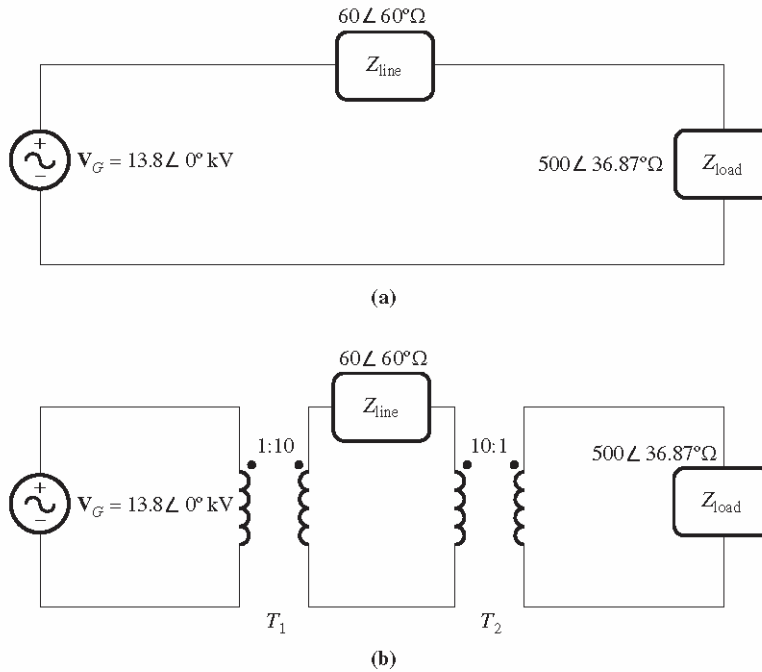 60∠60°Ω
Z_line
+
V_G = 13.8∠ 0° kV
−
500∠36.87°Ω
Z_load
(a)
60∠60°Ω
Z_line
1:10
10:1
500∠36.87°Ω
+
V_G = 13.8∠ 0° kV
−
Z_load
T_1
T_2
(b)